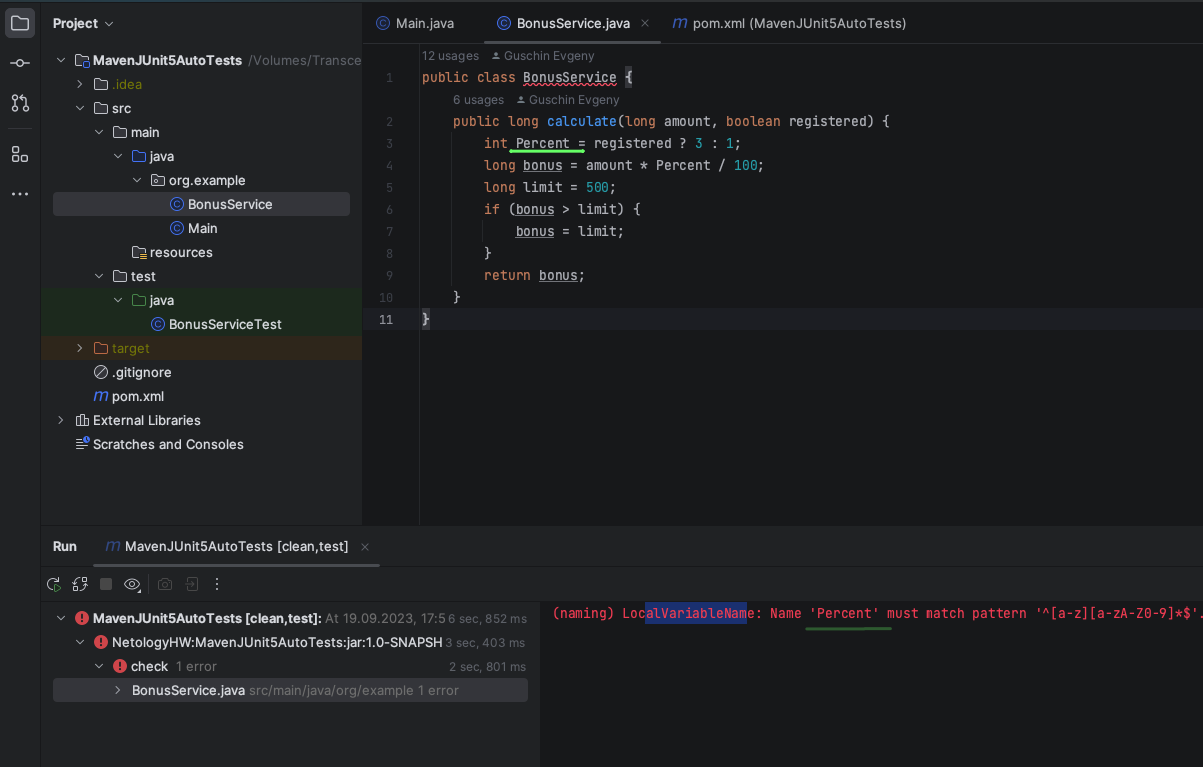 Project
MavenJUnit5AutoTests /Volumes/Transce
.idea
src
main
java
org.example
BonusService
Main
resources
test
java
BonusServiceTest
target
.gitignore
pom.xml
External Libraries
Scratches and Consoles
Main.java BonusService.java pom.xml (MavenJUnit5AutoTests)
12 usages Guschin Evgeny
1 public class BonusService {
6 usages Guschin Evgeny
2 public long calculate(long amount, boolean registered) {
3 int Percent = registered ? 3 : 1;
4 long bonus = amount * Percent / 100;
5 long limit = 500;
6 if (bonus > limit) {
7 bonus = limit;
8 }
9 return bonus;
10 }
11 }
Run MavenJUnit5AutoTests [clean,test]
MavenJUnit5AutoTests [clean,test]: At 19.09.2023, 17:5 6 sec, 852 ms
NetologyHW:MavenJUnit5AutoTests:jar:1.0-SNAPSH 3 sec, 403 ms
check 1 error 2 sec, 801 ms
BonusService.java src/main/java/org/example 1 error
(naming) LocalVariableName: Name 'Percent' must match pattern '^[a-z][a-zA-Z0-9]*$'.